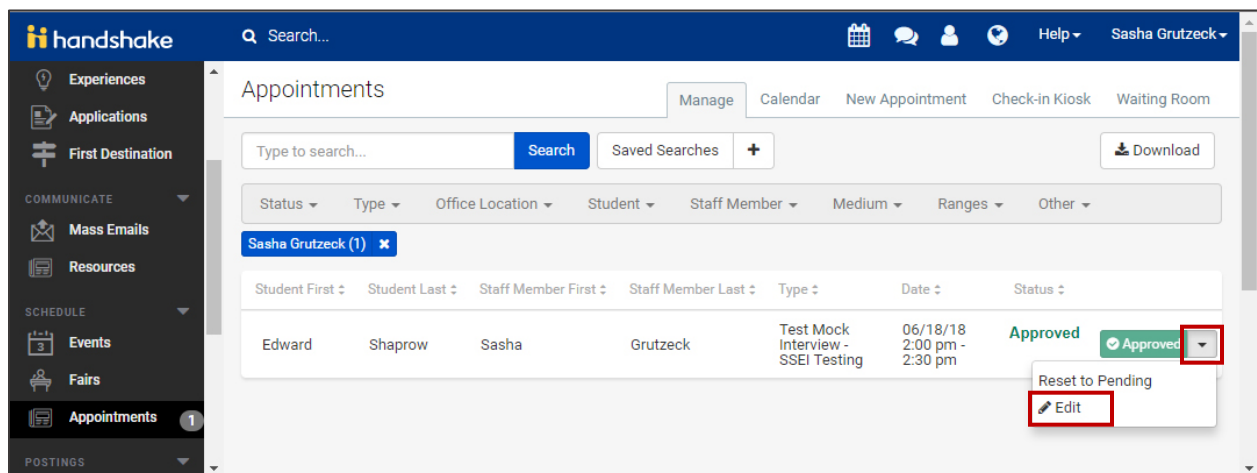 handshake
Search...
Help
Sasha Grutzeck
Experiences
Applications
First Destination
COMMUNICATE
Mass Emails
Resources
SCHEDULE
3
Events
Fairs
Appointments
1
POSTINGS
Appointments
Manage
Calendar
New Appointment
Check-in Kiosk
Waiting Room
Type to search...
Search
Saved Searches
+
Download
Status
Type
Office Location
Student
Staff Member
Medium
Ranges
Other
Sasha Grutzeck (1) ×
Student First
Student Last
Staff Member First
Staff Member Last
Type
Date
Status
Edward
Shaprow
Sasha
Grutzeck
Test Mock
Interview -
SSEI Testing
06/18/18
2:00 pm -
2:30 pm
Approved
Approved
Reset to Pending
Edit